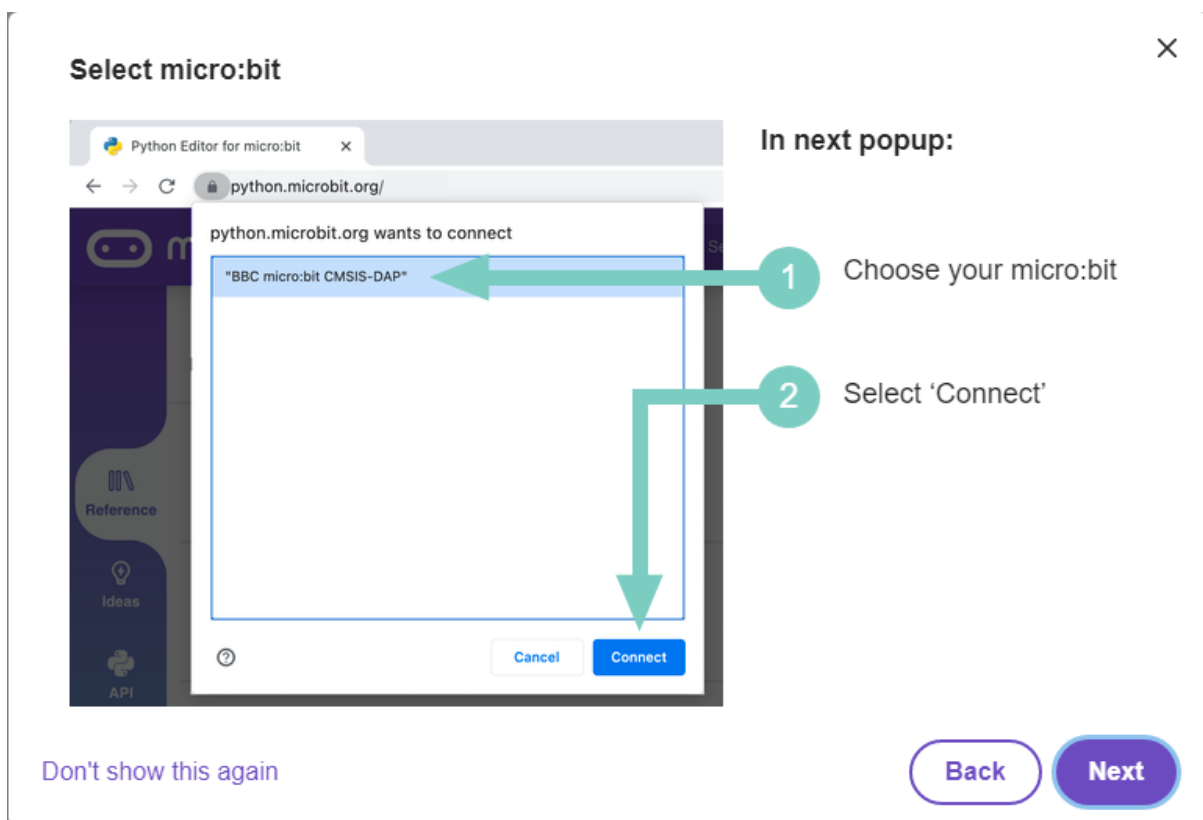 Select micro:bit
Python Editor for micro:bit
python.microbit.org/
m
Se
python.microbit.org wants to connect
"BBC micro:bit CMSIS-DAP"
Reference
Ideas
API
Cancel
Connect
In next popup:
1
Choose your micro:bit
2
Select ‘Connect’
Don't show this again
Back
Next